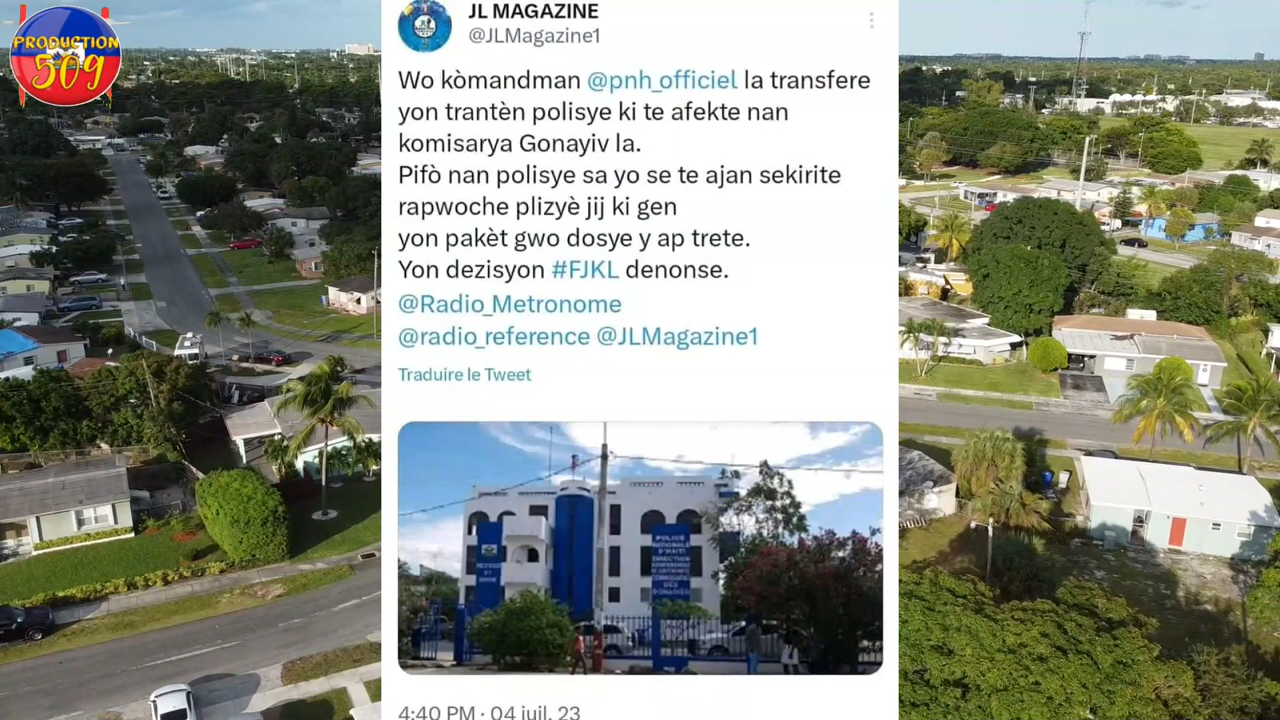 PRODUCTION
509
JL MAGAZINE
@JLMagazine1
Wo kòmandman @pnh_officiel la transfere
yon trantèn polisye ki te afekte nan
komisarya Gonayiv la.
Pifò nan polisye sa yo se te ajan sekirite
rapwoche plizyè jij ki gen
yon pakèt gwo dosye y ap trete.
Yon dezisyon #FJKL denonse.
@Radio_Metronome
@radio_reference @JLMagazine1
Traduire le Tweet
POLICE
NATIONALE
D'HAITI
DIRECTION
DES
4:40 PM · 04 juil. 23